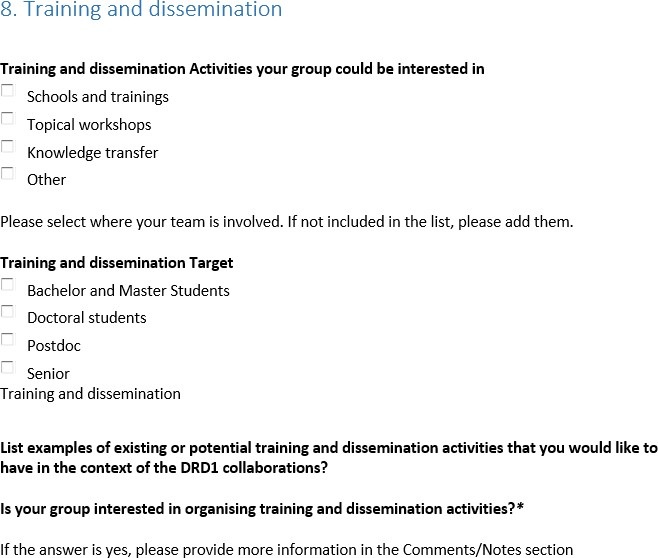 8. Training and dissemination
Training and dissemination Activities your group could be interested in
Schools and trainings
Topical workshops
Knowledge transfer
Other
Please select where your team is involved. If not included in the list, please add them.
Training and dissemination Target
Bachelor and Master Students
Doctoral students
Postdoc
Senior
Training and dissemination
List examples of existing or potential training and dissemination activities that you would like to
have in the context of the DRD1 collaborations?
Is your group interested in organising training and dissemination activities?*
If the answer is yes, please provide more information in the Comments/Notes section